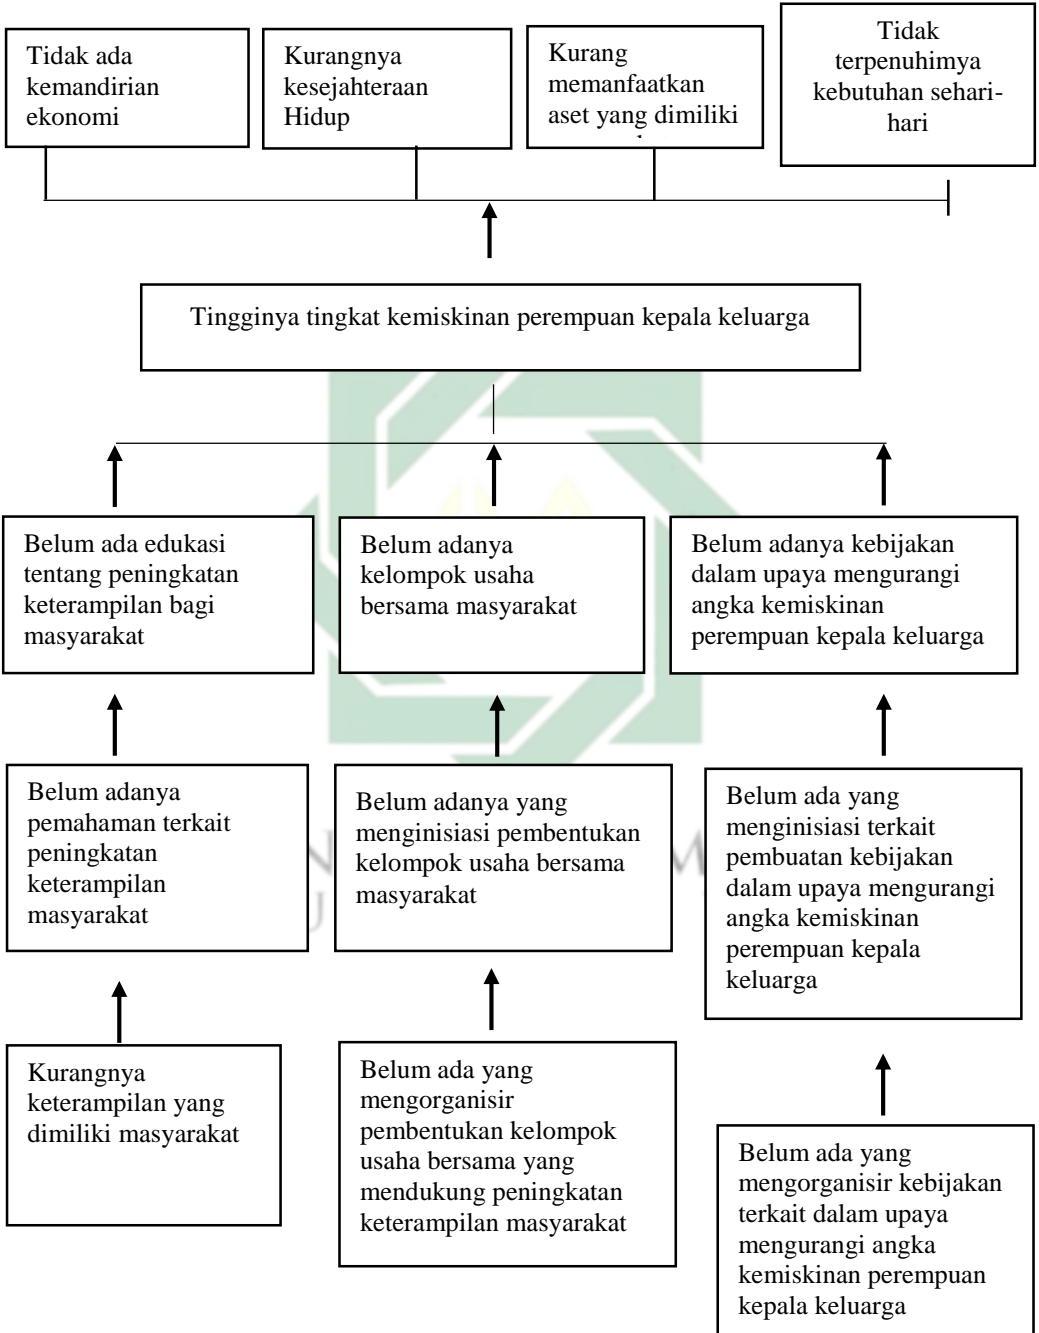 Tidak ada
kemandirian
ekonomi
Kurangnya
kesejahteraan
Hidup
Kurang
memanfaatkan
aset yang dimiliki
Tidak
terpenuhimya
kebutuhan sehari-
hari
Tingginya tingkat kemiskinan perempuan kepala keluarga
Belum ada edukasi
tentang peningkatan
keterampilan bagi
masyarakat
Belum adanya
kelompok usaha
bersama masyarakat
Belum adanya kebijakan
dalam upaya mengurangi
angka kemiskinan
perempuan kepala keluarga
Belum adanya
pemahaman terkait
peningkatan
keterampilan
masyarakat
Belum adanya yang
menginisiasi pembentukan
kelompok usaha bersama
masyarakat
Belum ada yang
menginisiasi terkait
pembuatan kebijakan
dalam upaya mengurangi
angka kemiskinan
perempuan kepala
keluarga
Kurangnya
keterampilan yang
dimiliki masyarakat
Belum ada yang
mengorganisir
pembentukan kelompok
usaha bersama yang
mendukung peningkatan
keterampilan masyarakat
Belum ada yang
mengorganisir kebijakan
terkait dalam upaya
mengurangi angka
kemiskinan perempuan
kepala keluarga